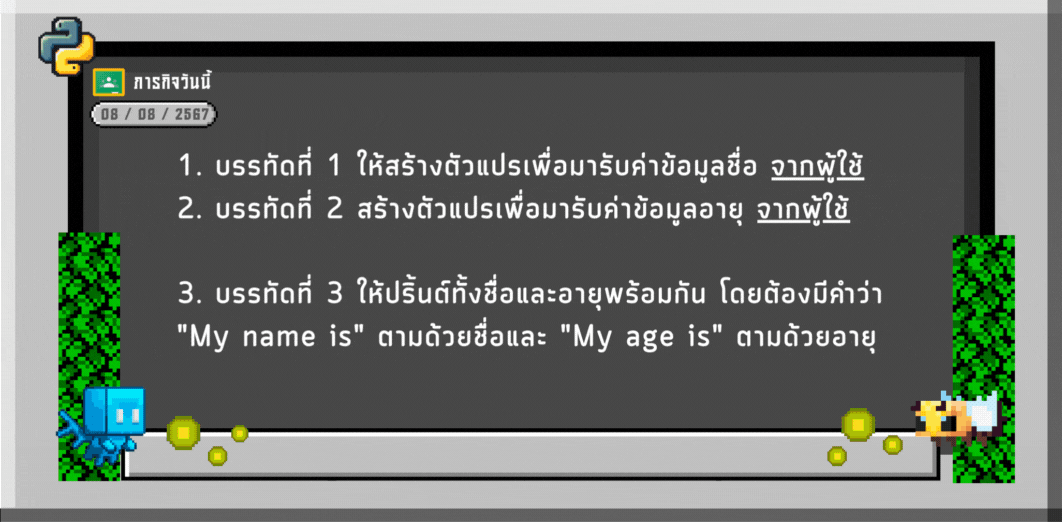 ภารกิจวันนี้
08 / 08 / 2567
1. บรรทัดที่ 1 ให้สร้างตัวแปรเพื่อมารับค่าข้อมูลชื่อ จากผู้ใช้
2. บรรทัดที่ 2 สร้างตัวแปรเพื่อมารับค่าข้อมูลอายุ จากผู้ใช้
3. บรรทัดที่ 3 ให้ปริ้นต์ทั้งชื่อและอายุพร้อมกัน โดยต้องมีคำว่า
"My name is" ตามด้วยชื่อและ "My age is" ตามด้วยอายุ